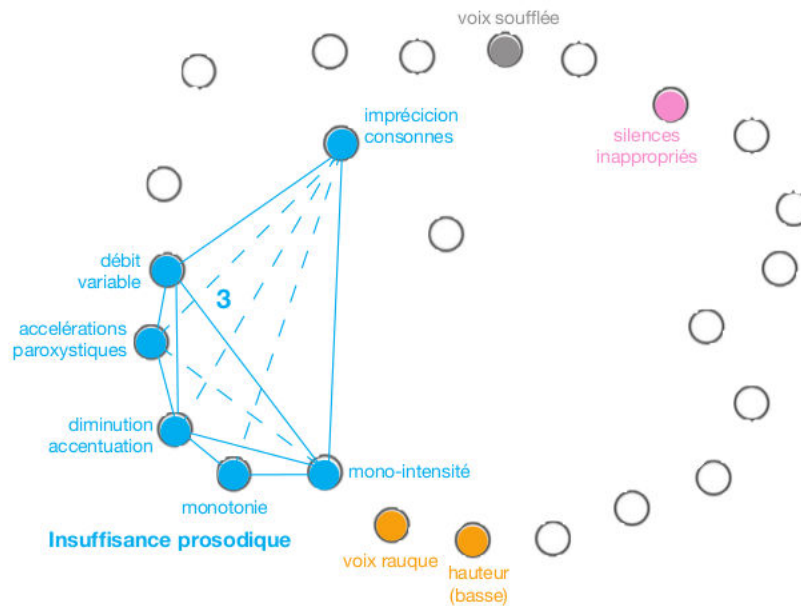 voix soufflée
imprécicion
consonnes
silences
inappropriés
débit
variable
3
accelérations
paroxystiques
diminution
accentuation
mono-intensité
monotonie
Insuffisance prosodique
voix rauque
hauteur
(basse)